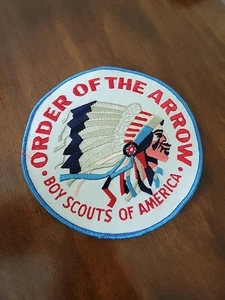 ORDER OF THE ARROW
• BOY SCOUTS OF AMERICA •